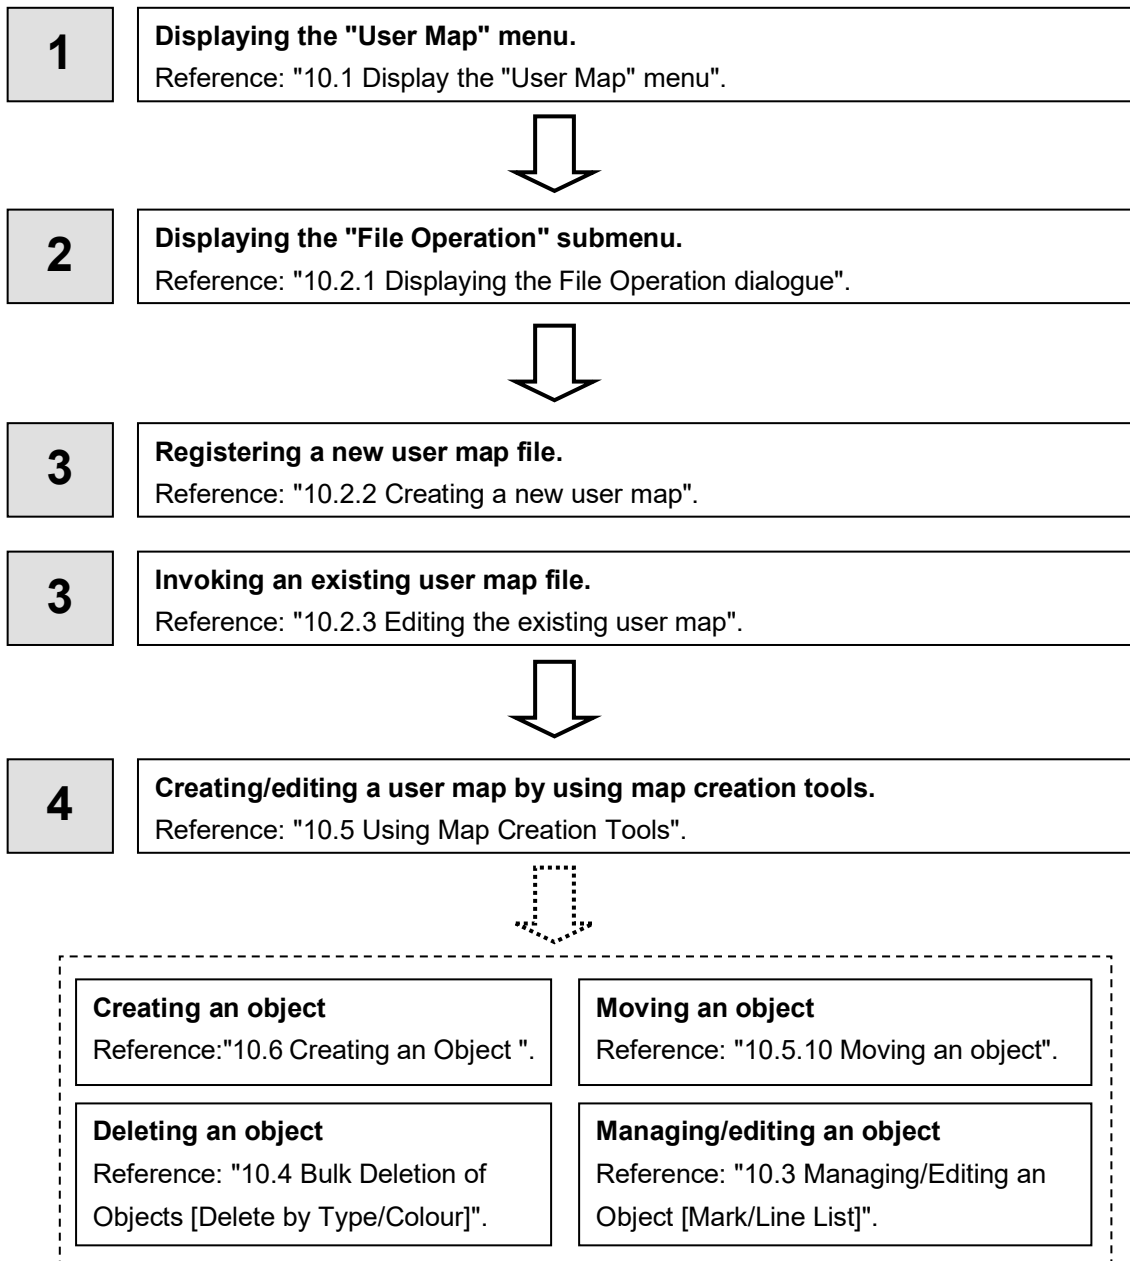 1
Displaying the "User Map" menu.
Reference: "10.1 Display the "User Map" menu".
2
Displaying the "File Operation" submenu.
Reference: "10.2.1 Displaying the File Operation dialogue".
3
Registering a new user map file.
Reference: "10.2.2 Creating a new user map".
3
Invoking an existing user map file.
Reference: "10.2.3 Editing the existing user map".
4
Creating/editing a user map by using map creation tools.
Reference: "10.5 Using Map Creation Tools".
Creating an object
Reference:"10.6 Creating an Object ".
Moving an object
Reference: "10.5.10 Moving an object".
Deleting an object
Reference: "10.4 Bulk Deletion of
Objects [Delete by Type/Colour]".
Managing/editing an object
Reference: "10.3 Managing/Editing an
Object [Mark/Line List]".